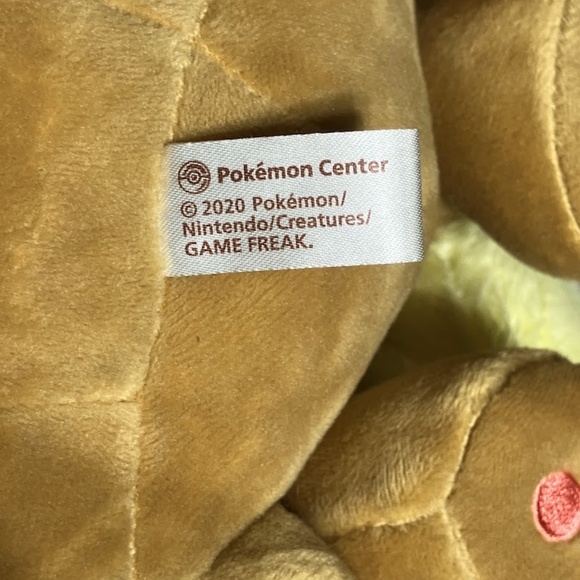 Pokémon Center
© 2020 Pokémon/
Nintendo/Creatures/
GAME FREAK.